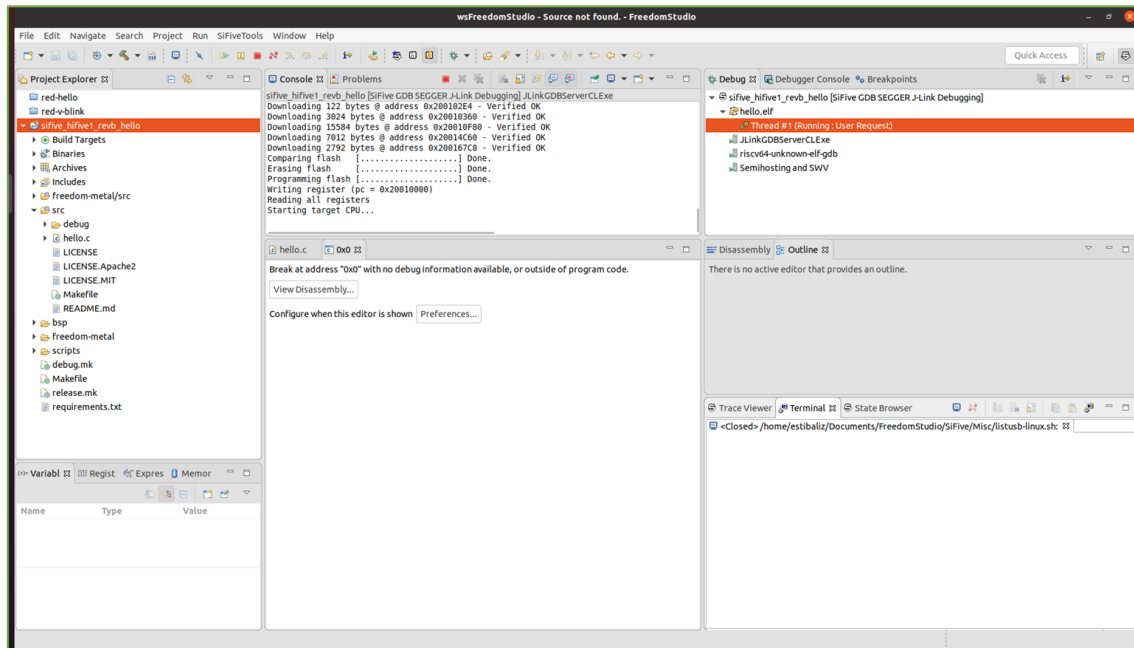 wsFreedomStudio - Source not found. - FreedomStudio
File Edit Navigate Search Project Run SiFiveTools Window Help
Quick Access
Project Explorer
red-hello
red-v-blink
sifive_hifive1_revb_hello
Build Targets
Binaries
Archives
Includes
freedom-metal/src
src
debug
hello.c
LICENSE
LICENSE.Apache2
LICENSE.MIT
Makefile
README.md
bsp
freedom-metal
scripts
debug.mk
Makefile
release.mk
requirements.txt
Variabl Regist Expres Memor
Name Type Value
Console Problems
sifive_hifive1_revb_hello [SiFive GDB SEGGER J-Link Debugging] JLinkGDBServerCLExe
Downloading 122 bytes @ address 0x200102E4 - Verified OK
Downloading 3024 bytes @ address 0x20010360 - Verified OK
Downloading 15584 bytes @ address 0x20010F80 - Verified OK
Downloading 7012 bytes @ address 0x20014C60 - Verified OK
Downloading 2792 bytes @ address 0x200167C8 - Verified OK
Comparing flash [....................] Done.
Erasing flash [....................] Done.
Programming flash [....................] Done.
Writing register (pc = 0x20010000)
Reading all registers
Starting target CPU...
hello.c 0x0
Break at address "0x0" with no debug information available, or outside of program code.
View Disassembly...
Configure when this editor is shown Preferences...
Debug Debugger Console Breakpoints
sifive_hifive1_revb_hello [SiFive GDB SEGGER J-Link Debugging]
hello.elf
Thread #1 (Running : User Request)
JLinkGDBServerCLExe
riscv64-unknown-elf-gdb
Semihosting and SWV
Disassembly Outline
There is no active editor that provides an outline.
Trace Viewer Terminal State Browser
<Closed> /home/estibaliz/Documents/FreedomStudio/SiFive/Misc/listusb-linux.sh: